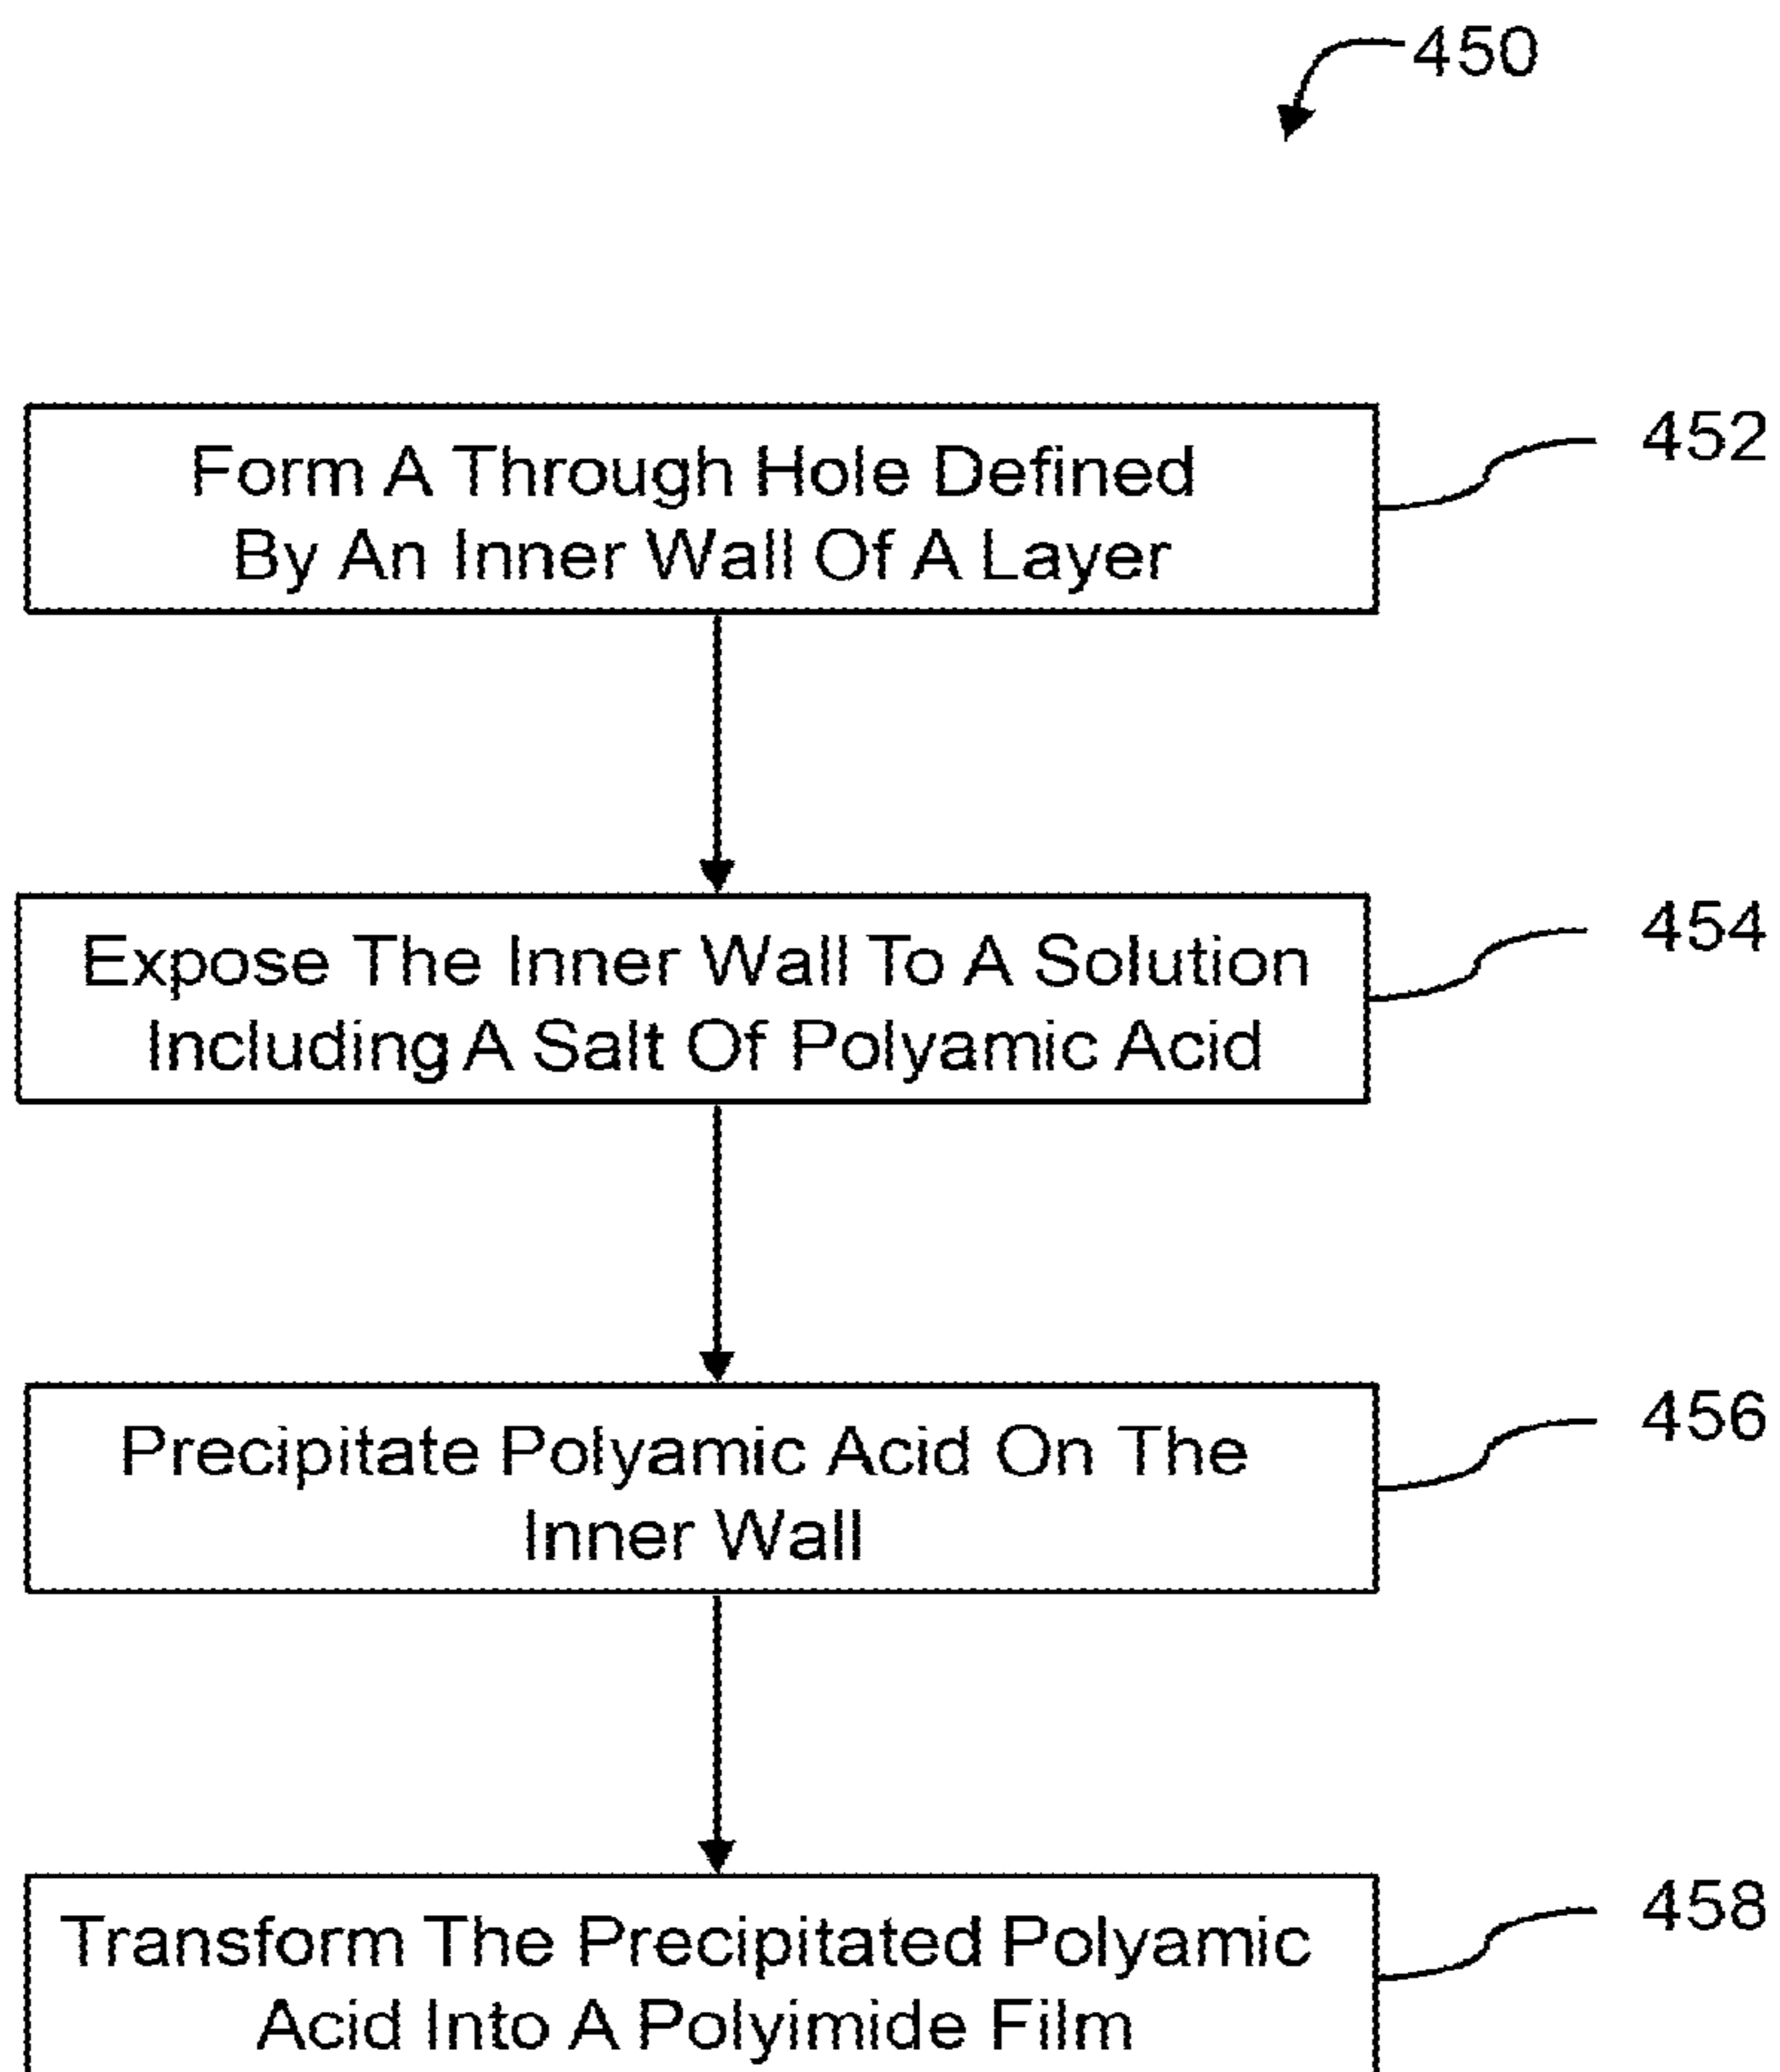 450
Form A Through Hole Defined
By An Inner Wall Of A Layer
452
Expose The Inner Wall To A Solution
Including A Salt Of Polyamic Acid
454
Precipitate Polyamic Acid On The
Inner Wall
456
Transform The Precipitated Polyamic
Acid Into A Polyimide Film
458